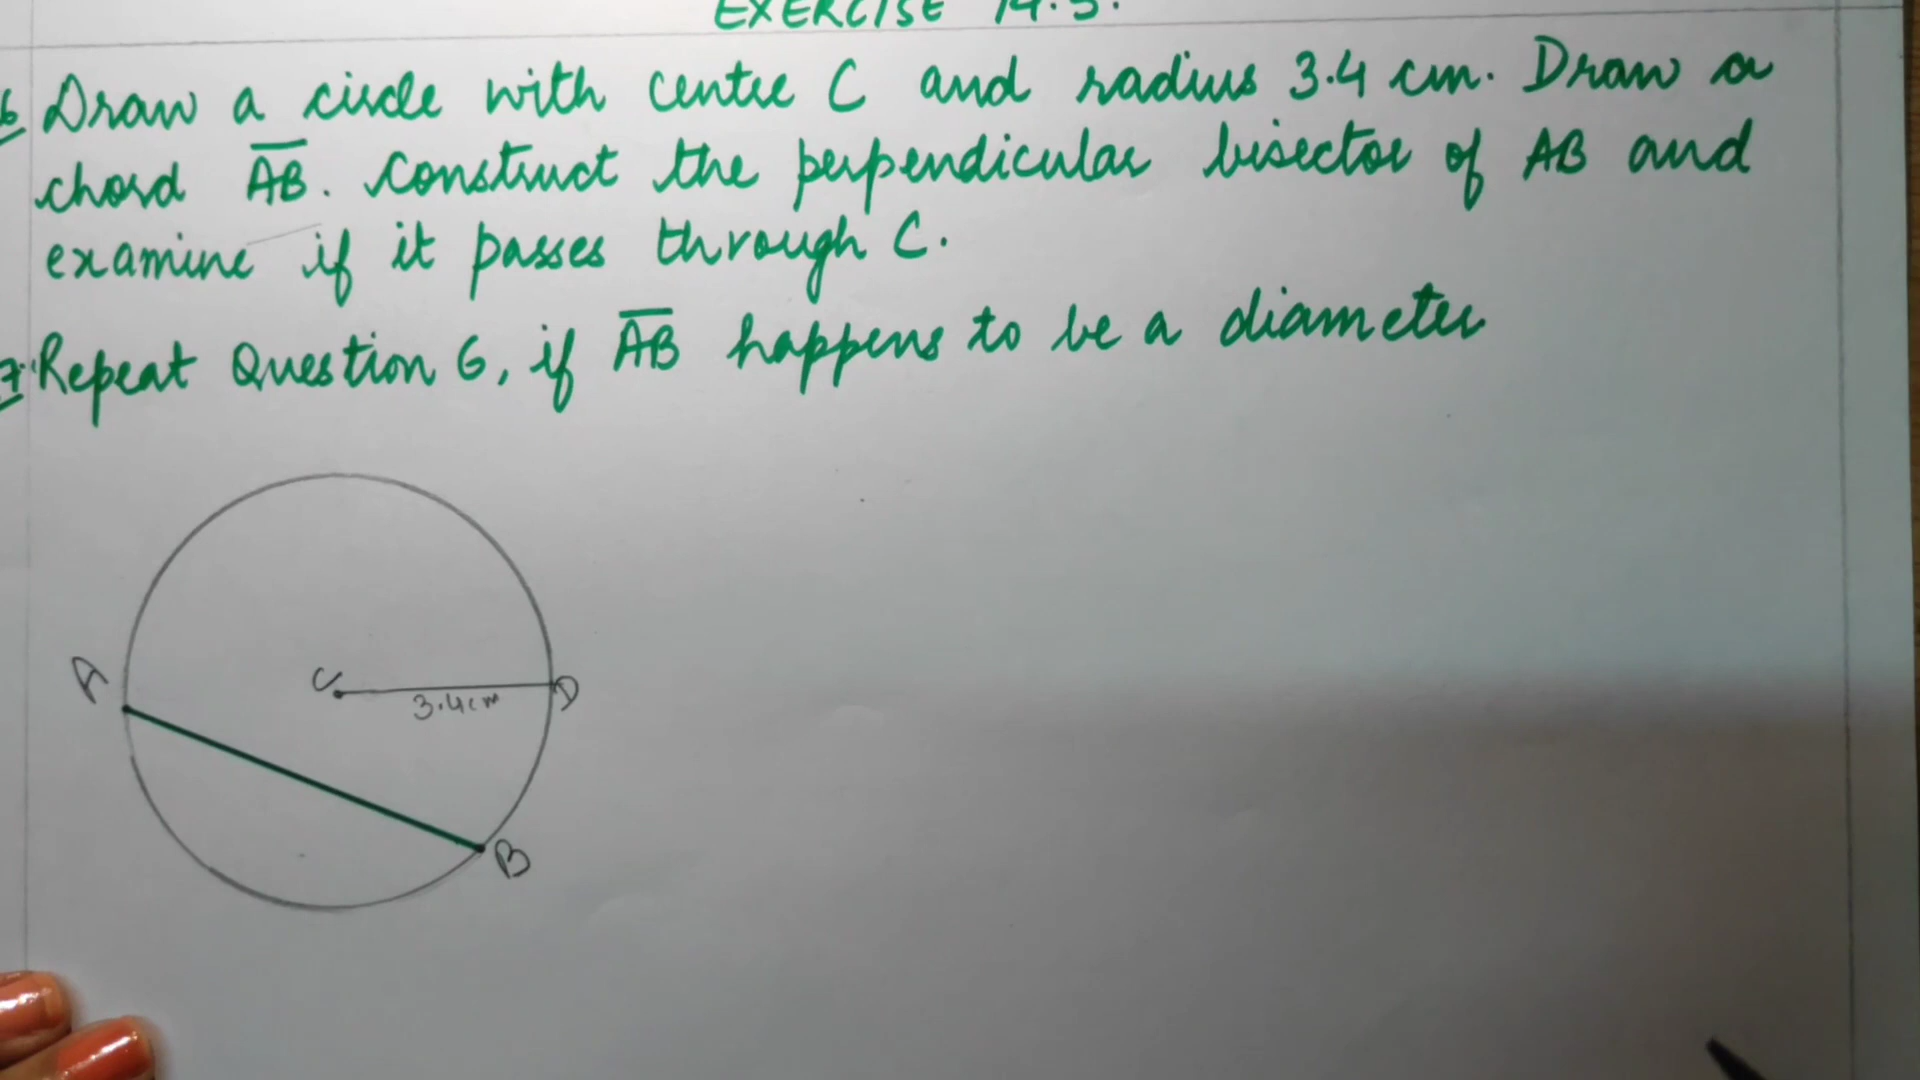 EXERCISE 14.5.
6 Draw a circle with centre C and radius 3.4 cm. Draw a
chord AB. Construct the perpendicular bisector of AB and
examine if it passes through C.
7. Repeat Question 6, if AB happens to be a diameter
C
A
D
3.4cm
B